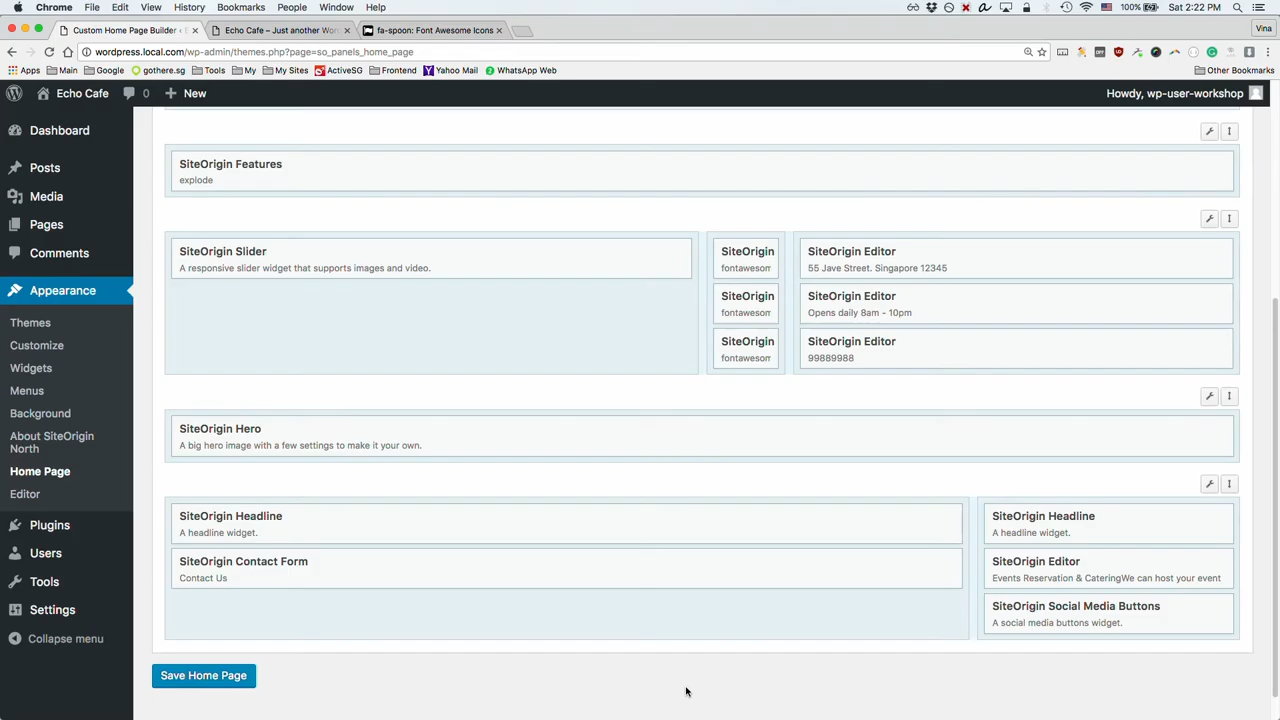 Chrome File Edit View History Bookmarks People Window Help 100% Sat 2:22 PM
Custom Home Page Builder ‹ E × Echo Cafe – Just another Wor × fa-spoon: Font Awesome Icons × Vina
wordpress.local.com/wp-admin/themes.php?page=so_panels_home_page
Apps Main Google gothere.sg Tools My My Sites ActiveSG Frontend Yahoo Mail WhatsApp Web Other Bookmarks
Echo Cafe 0 New Howdy, wp-user-workshop
Dashboard
Posts
Media
Pages
Comments
Appearance
Themes
Customize
Widgets
Menus
Background
About SiteOrigin
North
Home Page
Editor
Plugins
Users
Tools
Settings
Collapse menu
SiteOrigin Features
explode
SiteOrigin Slider
A responsive slider widget that supports images and video.
SiteOrigin
fontawesom
SiteOrigin
fontawesom
SiteOrigin
fontawesom
SiteOrigin Editor
55 Jave Street. Singapore 12345
SiteOrigin Editor
Opens daily 8am - 10pm
SiteOrigin Editor
99889988
SiteOrigin Hero
A big hero image with a few settings to make it your own.
SiteOrigin Headline
A headline widget.
SiteOrigin Contact Form
Contact Us
SiteOrigin Headline
A headline widget.
SiteOrigin Editor
Events Reservation & CateringWe can host your event
SiteOrigin Social Media Buttons
A social media buttons widget.
Save Home Page